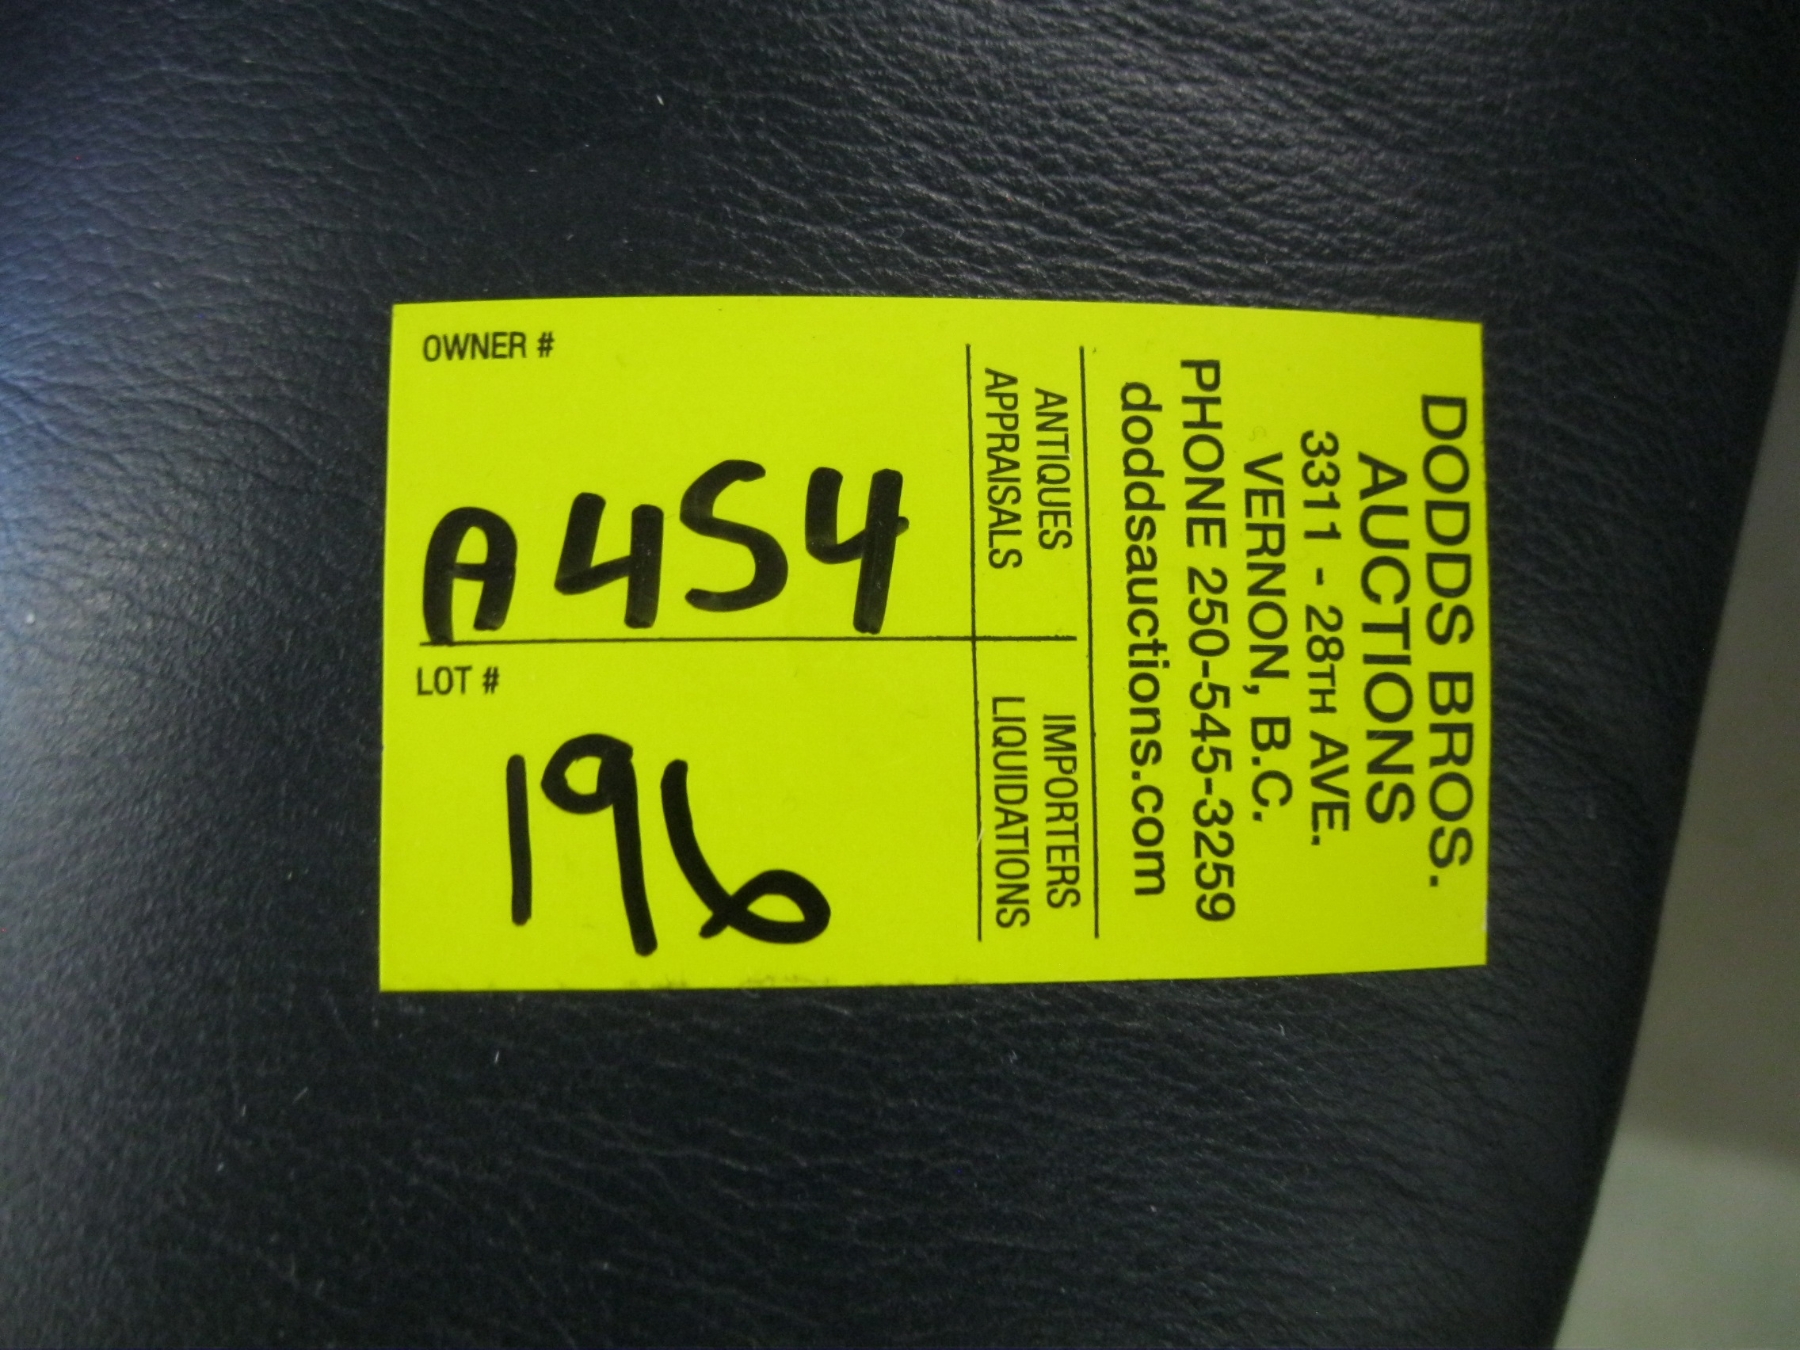 DODDS BROS.
AUCTIONS
3311 - 28TH AVE.
VERNON, B.C.
PHONE 250-545-3259
doddsauctions.com
ANTIQUES
APPRAISALS
IMPORTERS
LIQUIDATIONS
OWNER #
A454
LOT #
196